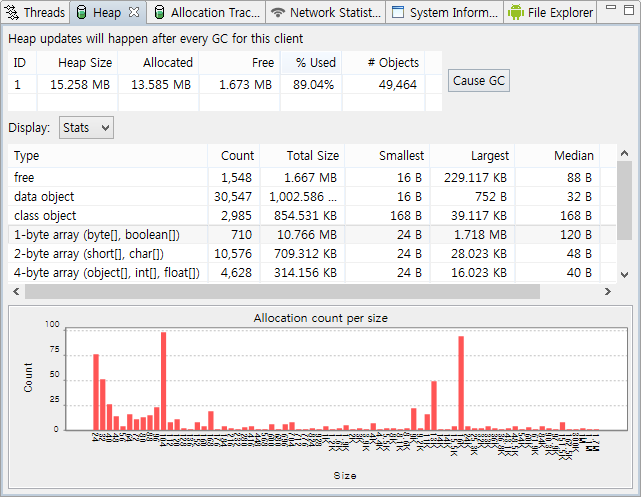 Threads Heap Allocation Trac... Network Statist... System Inform... File Explorer
Heap updates will happen after every GC for this client
ID Heap Size Allocated Free % Used # Objects
1 15.258 MB 13.585 MB 1.673 MB 89.04% 49,464
Cause GC
Display: Stats
Type Count Total Size Smallest Largest Median
free 1,548 1.667 MB 16 B 229.117 KB 88 B
data object 30,547 1,002.586 ... 16 B 752 B 32 B
class object 2,985 854.531 KB 168 B 39.117 KB 168 B
1-byte array (byte[], boolean[]) 710 10.766 MB 24 B 1.718 MB 120 B
2-byte array (short[], char[]) 10,576 709.312 KB 24 B 28.023 KB 48 B
4-byte array (object[], int[], float[]) 4,628 314.156 KB 24 B 16.023 KB 40 B
Allocation count per size
100
75
50
25
0
Count
Size